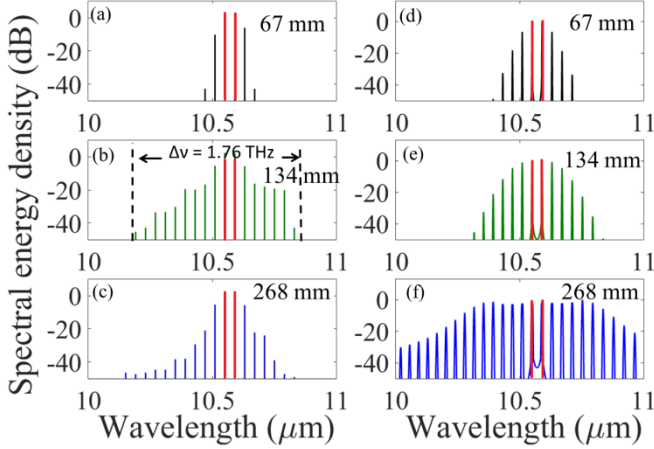 Spectral energy density (dB)
(a)
67 mm
0
-20
-40
10
10.5
11
(d)
67 mm
0
-20
-40
10
10.5
11
(b)
Δν = 1.76 THz
134 mm
0
-20
-40
10
10.5
11
(e)
134 mm
0
-20
-40
10
10.5
11
(c)
268 mm
0
-20
-40
10
10.5
11
Wavelength (μm)
(f)
268 mm
0
-20
-40
10
10.5
11
Wavelength (μm)